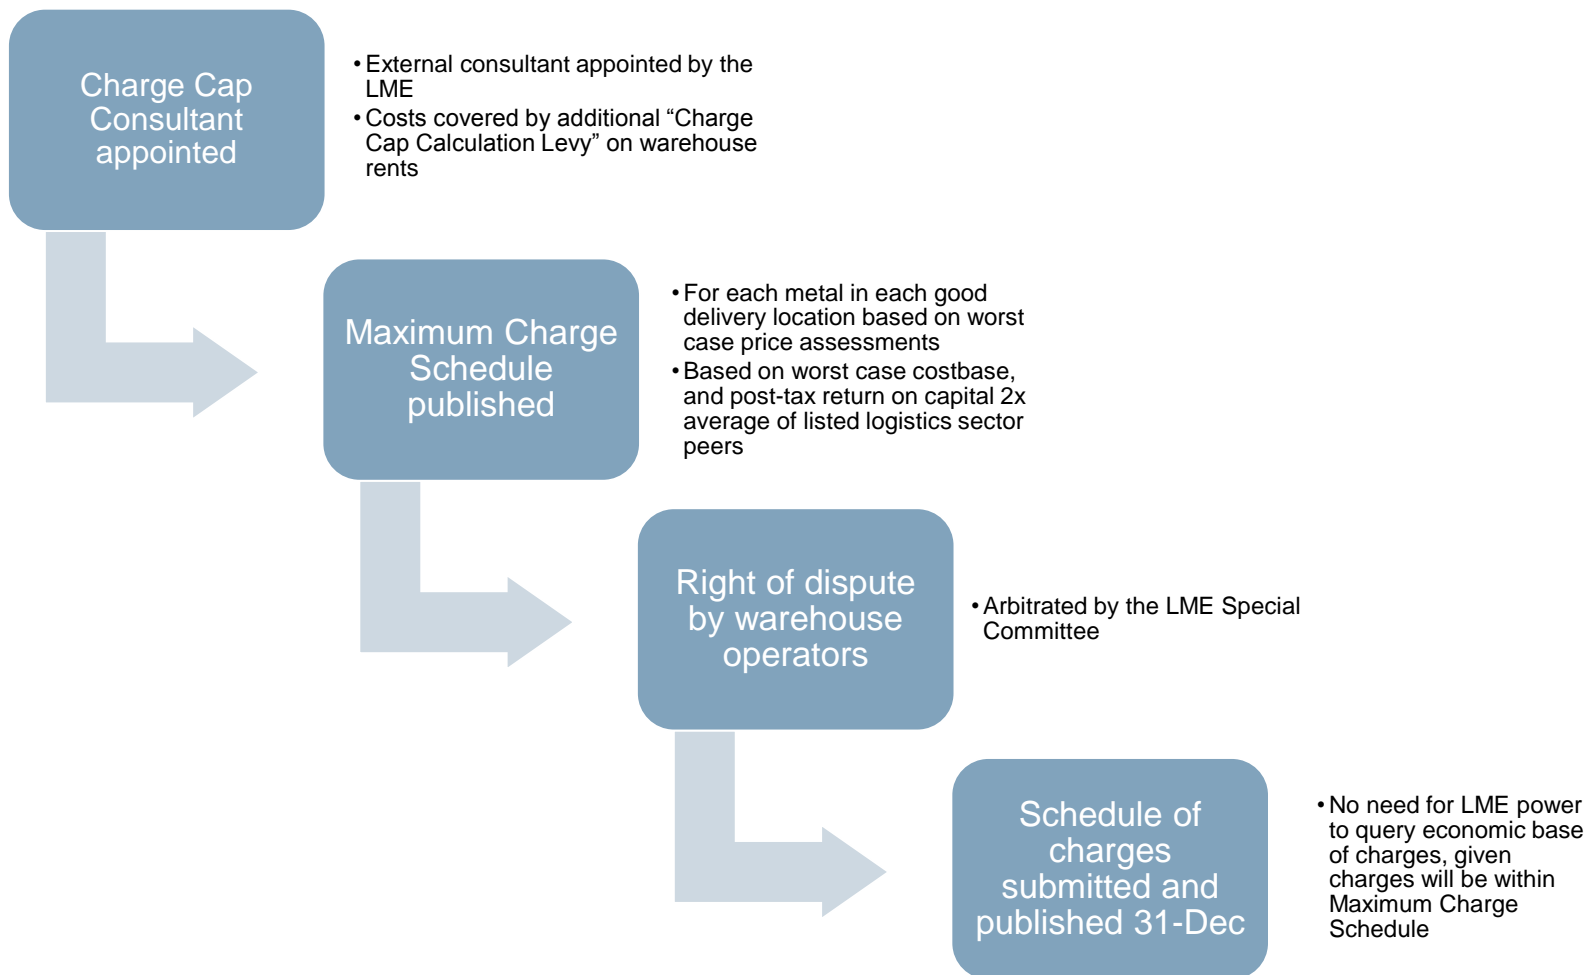 Charge Cap
Consultant
appointed
• External consultant appointed by the
LME
• Costs covered by additional “Charge
Cap Calculation Levy” on warehouse
rents
Maximum Charge
Schedule
published
• For each metal in each good
delivery location based on worst
case price assessments
• Based on worst case costbase,
and post-tax return on capital 2x
average of listed logistics sector
peers
Right of dispute
by warehouse
operators
• Arbitrated by the LME Special
Committee
Schedule of
charges
submitted and
published 31-Dec
• No need for LME power
to query economic base
of charges, given
charges will be within
Maximum Charge
Schedule